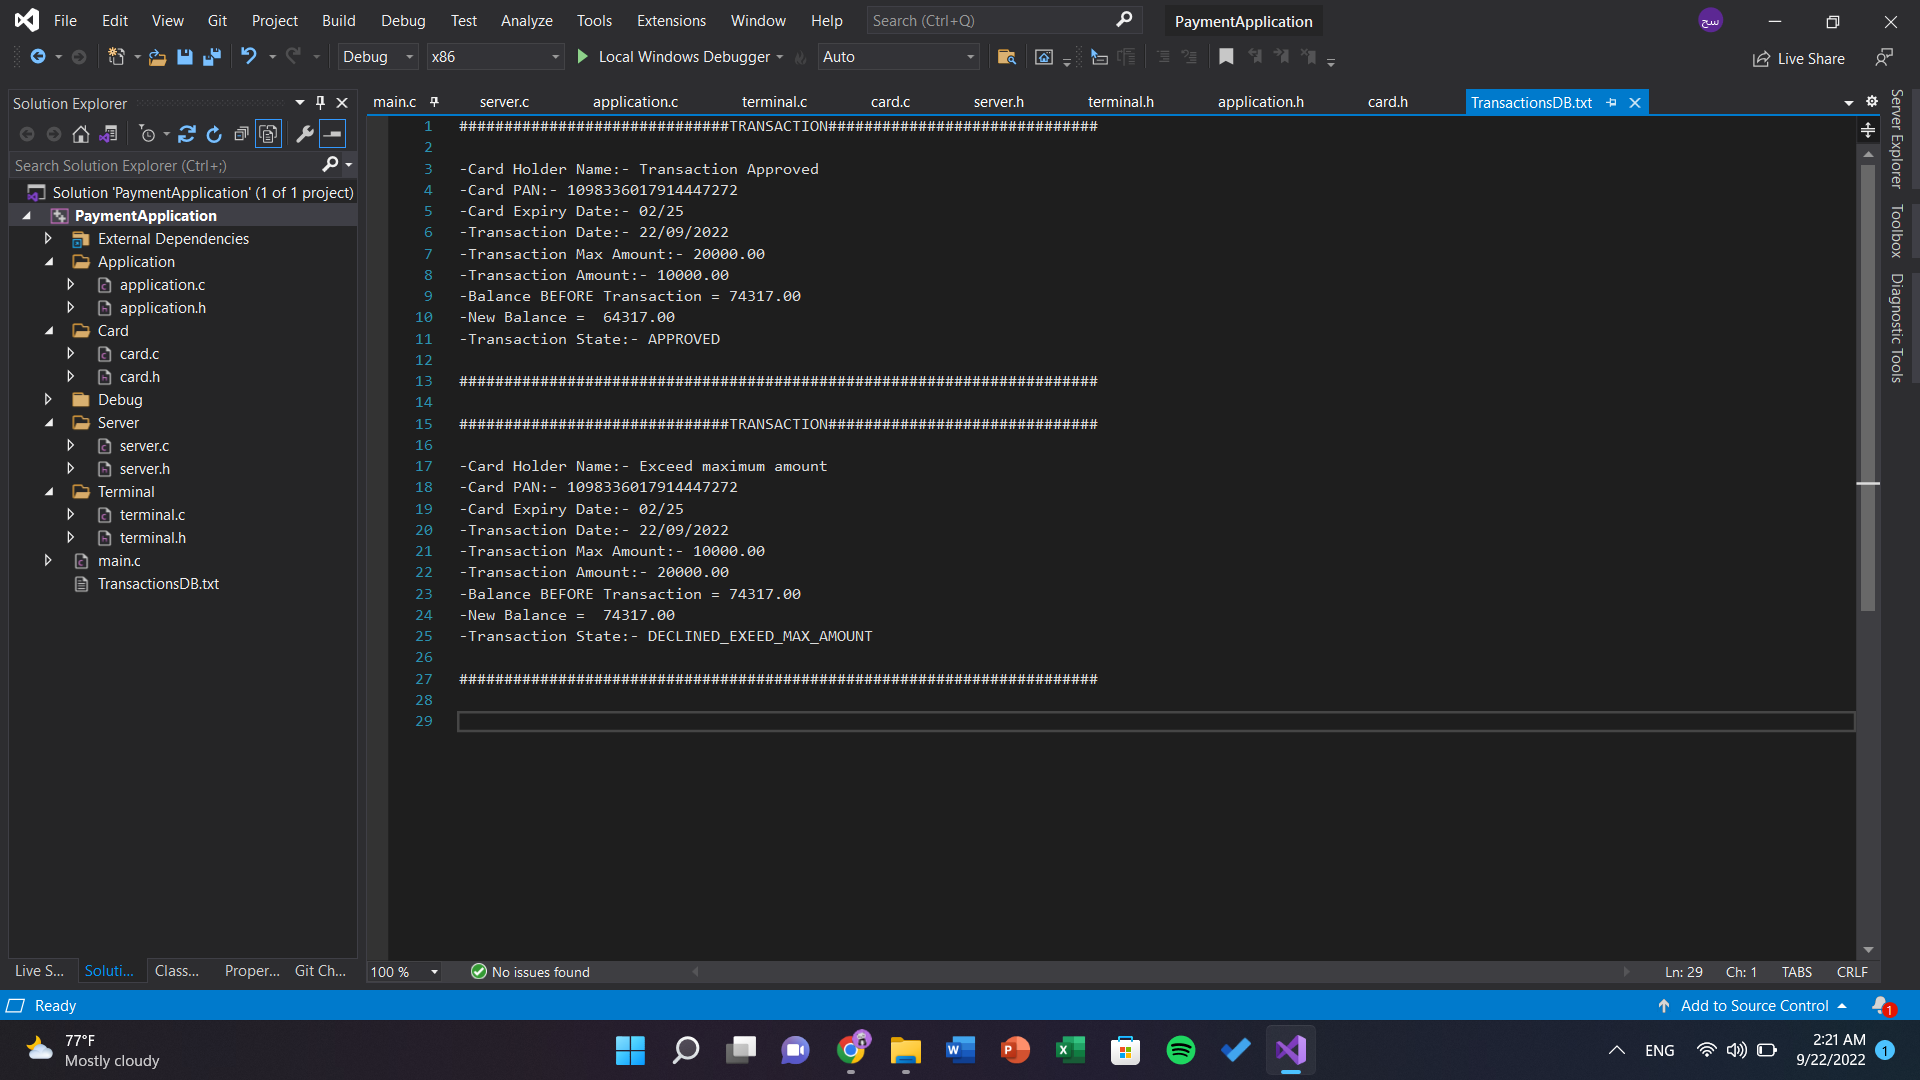 File Edit View Git Project Build Debug Test Analyze Tools Extensions Window Help Search (Ctrl+Q) PaymentApplication سح
Debug x86 Local Windows Debugger Auto Live Share
Solution Explorer
Search Solution Explorer (Ctrl+;)
Solution 'PaymentApplication' (1 of 1 project)
PaymentApplication
External Dependencies
Application
application.c
application.h
Card
card.c
card.h
Debug
Server
server.c
server.h
Terminal
terminal.c
terminal.h
main.c
TransactionsDB.txt
Live S... Soluti... Class... Proper... Git Ch...
main.c server.c application.c terminal.c card.c server.h terminal.h application.h card.h TransactionsDB.txt
1 ##############################TRANSACTION##############################
2
3 -Card Holder Name:- Transaction Approved
4 -Card PAN:- 1098336017914447272
5 -Card Expiry Date:- 02/25
6 -Transaction Date:- 22/09/2022
7 -Transaction Max Amount:- 20000.00
8 -Transaction Amount:- 10000.00
9 -Balance BEFORE Transaction = 74317.00
10 -New Balance =  64317.00
11 -Transaction State:- APPROVED
12
13 #######################################################################
14
15 ##############################TRANSACTION##############################
16
17 -Card Holder Name:- Exceed maximum amount
18 -Card PAN:- 1098336017914447272
19 -Card Expiry Date:- 02/25
20 -Transaction Date:- 22/09/2022
21 -Transaction Max Amount:- 10000.00
22 -Transaction Amount:- 20000.00
23 -Balance BEFORE Transaction = 74317.00
24 -New Balance =  74317.00
25 -Transaction State:- DECLINED_EXEED_MAX_AMOUNT
26
27 #######################################################################
28
29
Server Explorer
Toolbox
Diagnostic Tools
100 % No issues found Ln: 29 Ch: 1 TABS CRLF
Ready Add to Source Control 1
77°F
Mostly cloudy
W P X
ENG
2:21 AM
9/22/2022
1